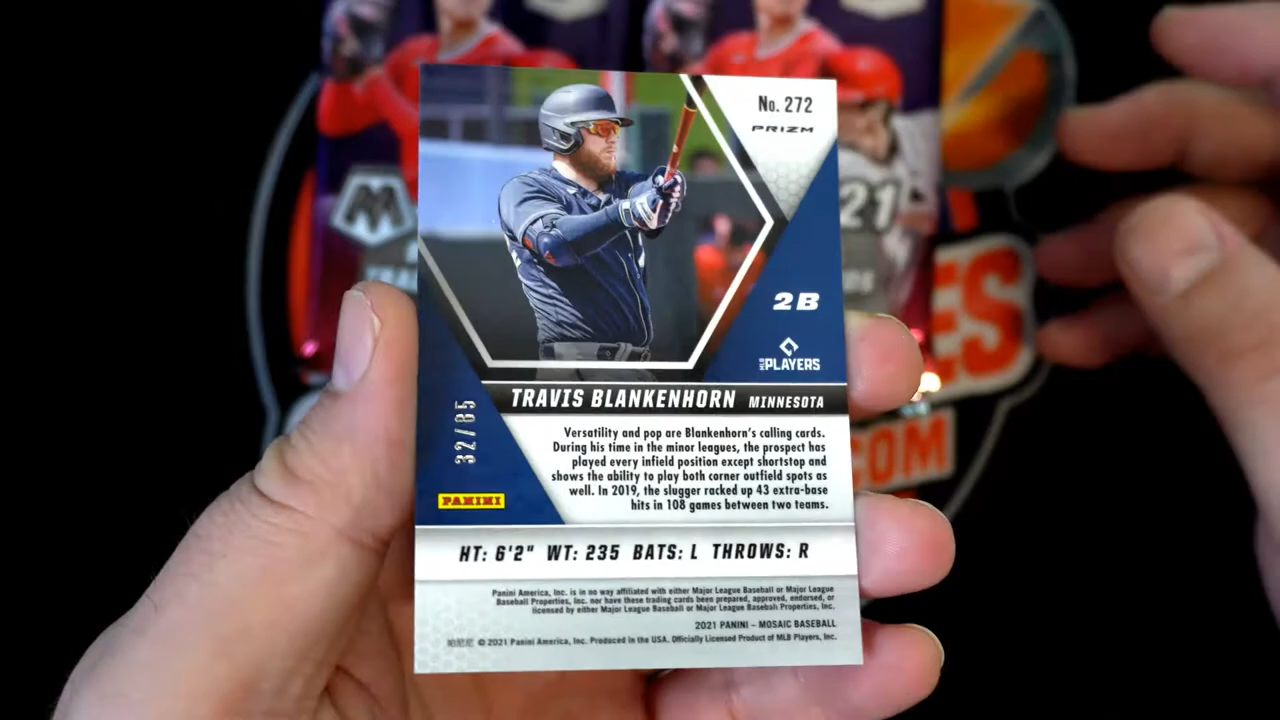 No. 272
PRIZM
21
2B
MLB PLAYERS
ES
TRAVIS BLANKENHORN MINNESOTA
32/85
Versatility and pop are Blankenhorn's calling cards.
During his time in the minor leagues, the prospect has
played every infield position except shortstop and
shows the ability to play both corner outfield spots as
well. In 2019, the slugger racked up 43 extra-base
hits in 108 games between two teams.
.COM
PANINI
HT: 6'2" WT: 235 BATS: L THROWS: R
Panini America, Inc. is in no way affiliated with either Major League Baseball or Major League
Baseball Properties, Inc. nor have these trading cards been prepared, approved, endorsed, or
licensed by either Major League Baseball or Major League Baseball Properties, Inc.
2021 PANINI – MOSAIC BASEBALL
© 2021 Panini America, Inc. Produced in the USA. Officially Licensed Product of MLB Players, Inc.